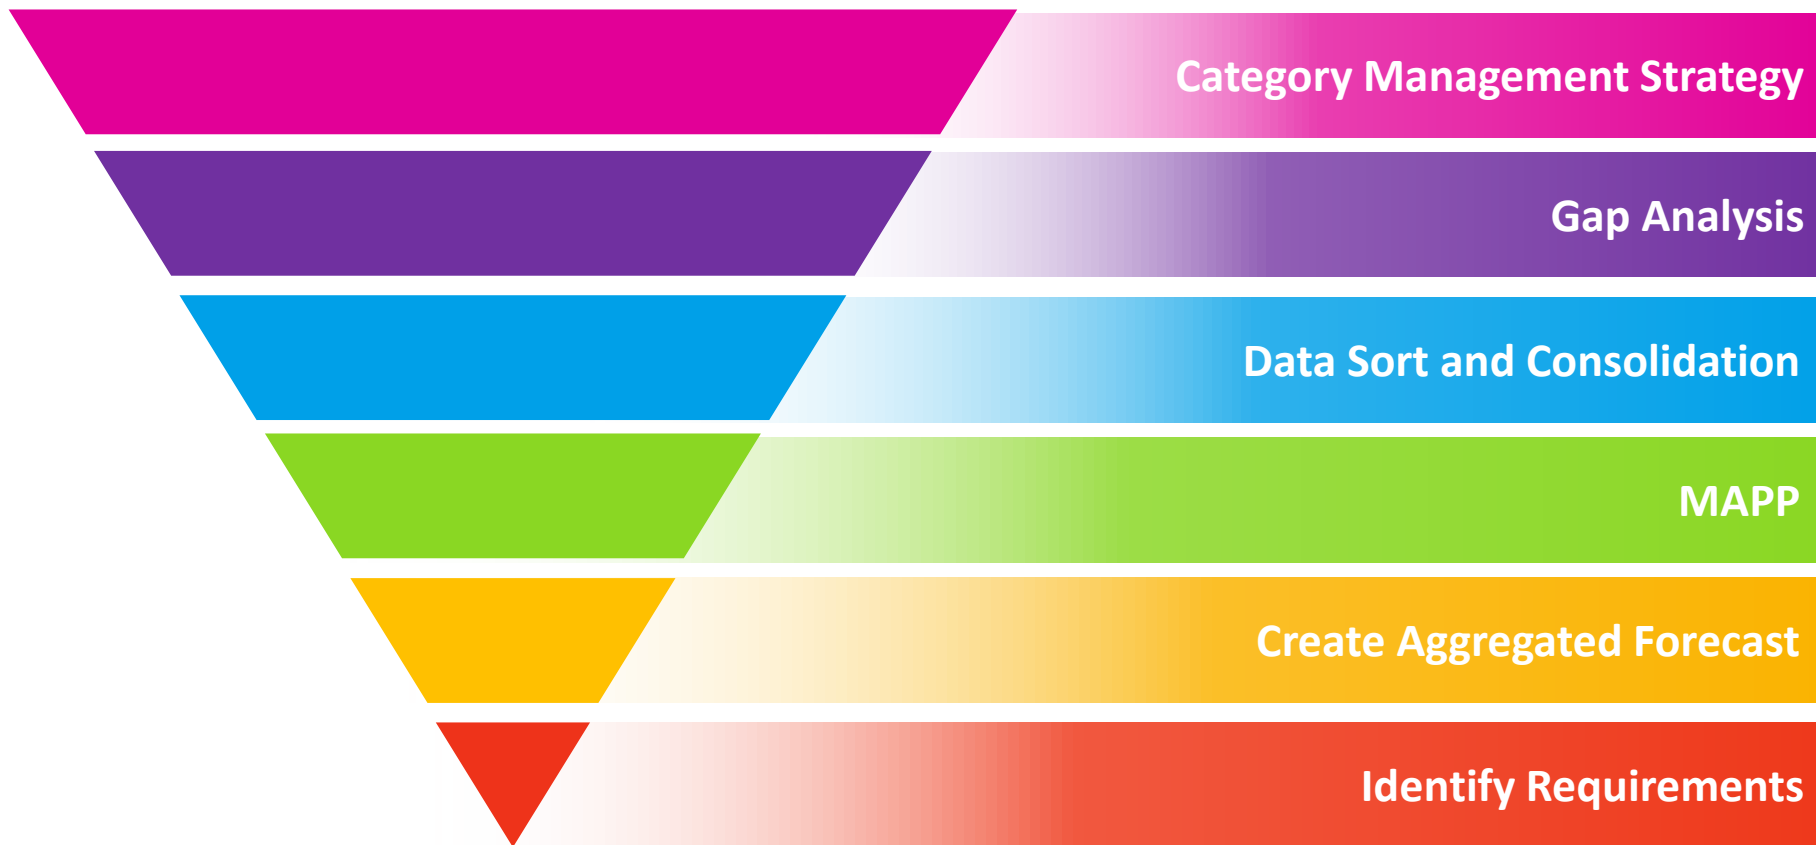 Category Management Strategy
Gap Analysis
Data Sort and Consolidation
MAPP
Create Aggregated Forecast
Identify Requirements